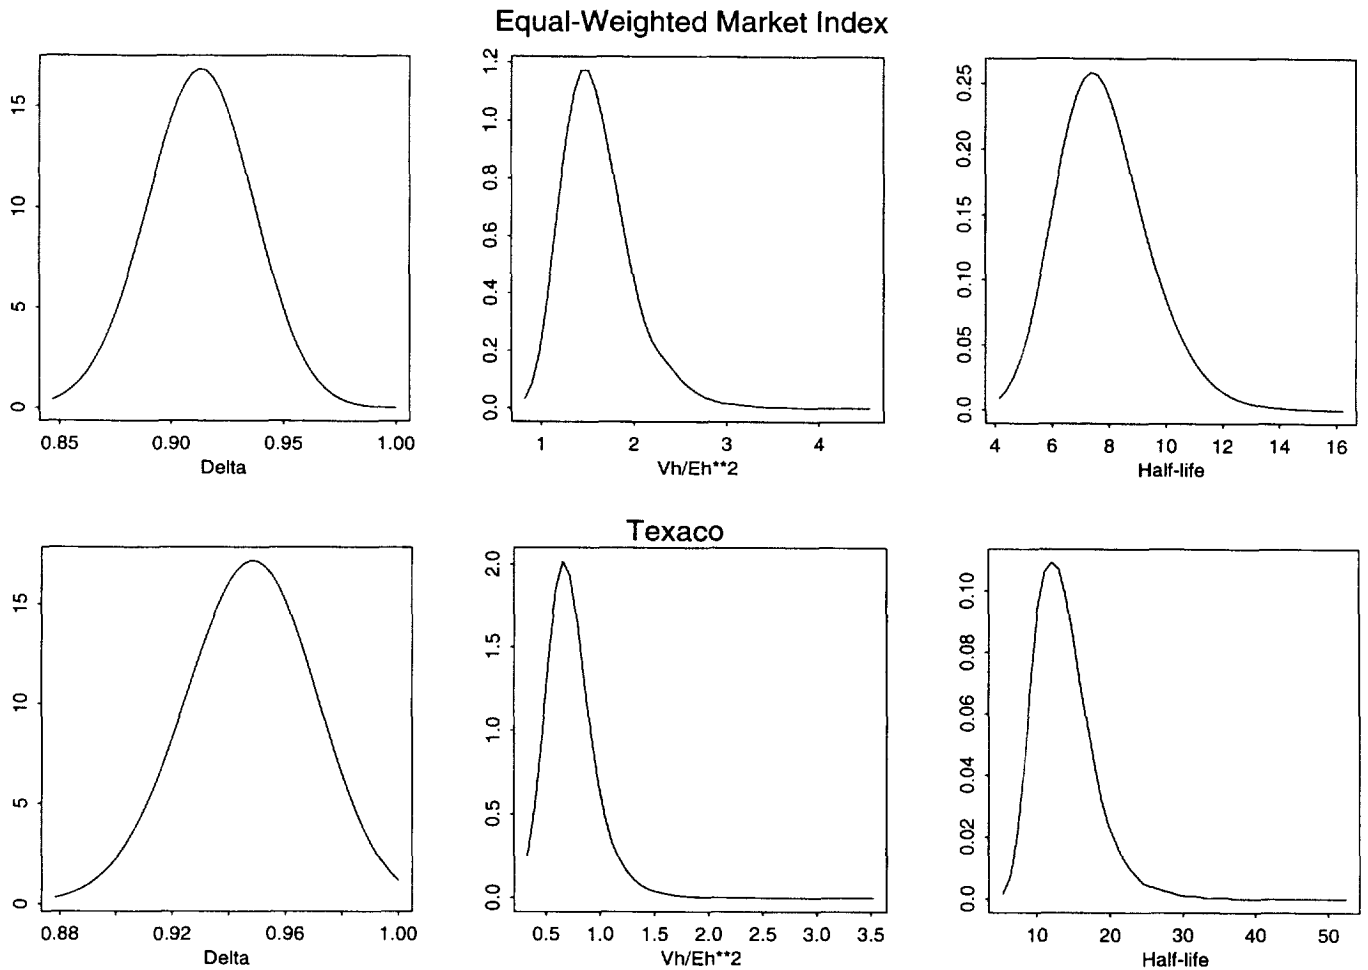 Equal-Weighted Market Index
15
10
5
0
0.85 0.90 0.95 1.00
Delta
1.2
1.0
0.8
0.6
0.4
0.2
0.0
1 2 3 4
Vh/Eh**2
0.25
0.20
0.15
0.10
0.05
0.0
4 6 8 10 12 14 16
Half-life
Texaco
15
10
5
0
0.88 0.92 0.96 1.00
Delta
2.0
1.5
1.0
0.5
0.0
0.5 1.0 1.5 2.0 2.5 3.0 3.5
Vh/Eh**2
0.10
0.08
0.06
0.04
0.02
0.0
10 20 30 40 50
Half-life